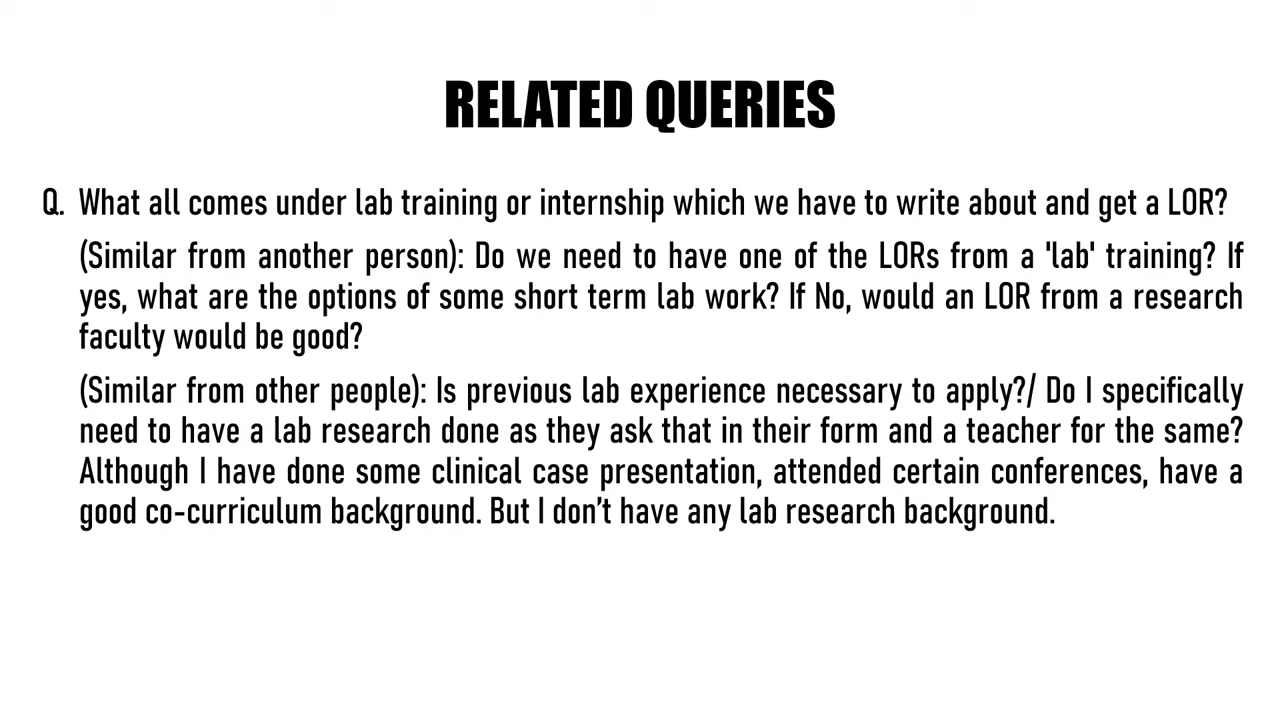 RELATED QUERIES
Q. What all comes under lab training or internship which we have to write about and get a LOR?
(Similar from another person): Do we need to have one of the LORs from a 'lab' training? If
yes, what are the options of some short term lab work? If No, would an LOR from a research
faculty would be good?
(Similar from other people): Is previous lab experience necessary to apply?/ Do I specifically
need to have a lab research done as they ask that in their form and a teacher for the same?
Although I have done some clinical case presentation, attended certain conferences, have a
good co-curriculum background. But I don’t have any lab research background.